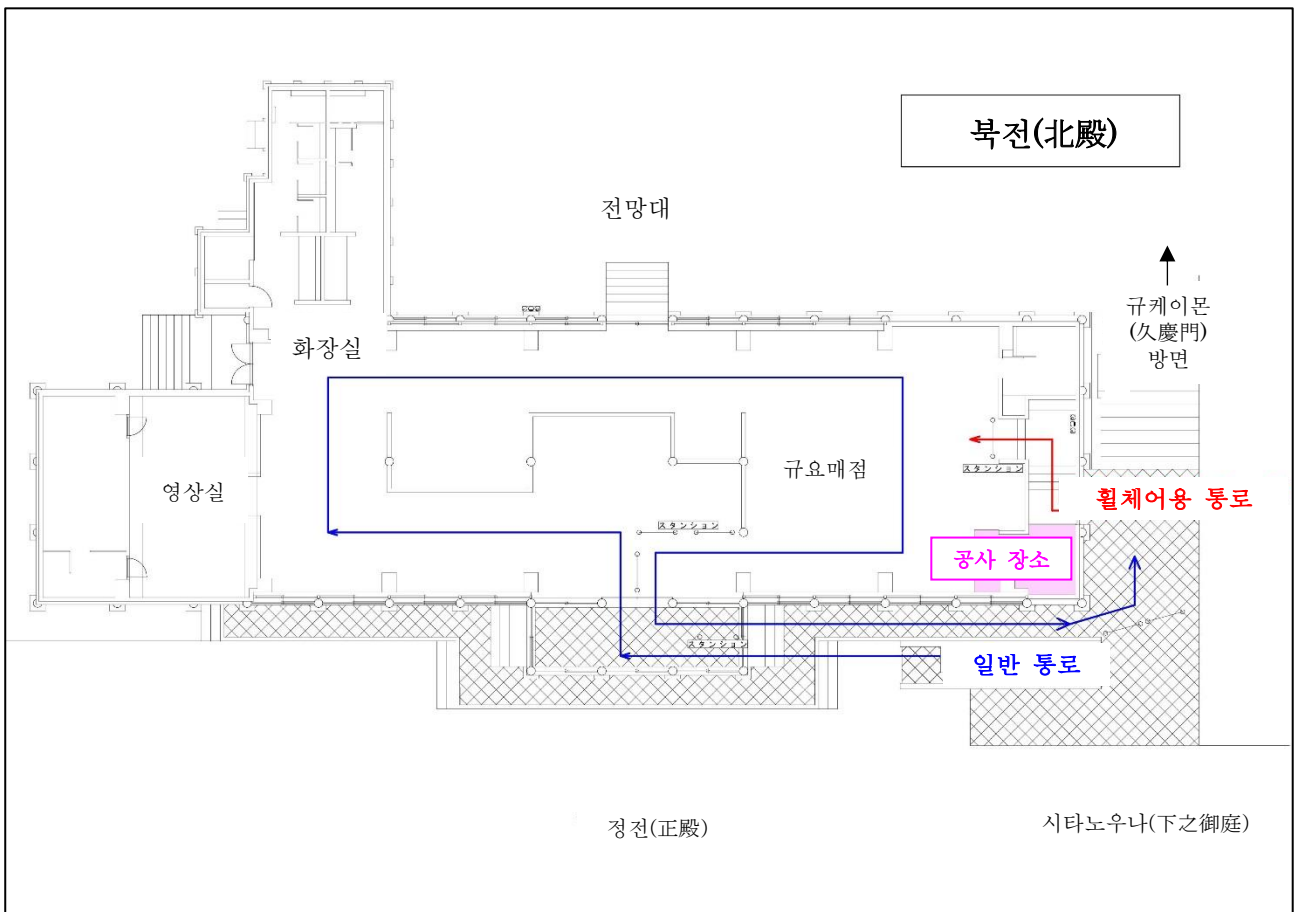 북전(北殿)
전망대
규케이몬
(久慶門)
방면
화장실
규요매점
영상실
スタンション
휠체어용 통로
スタンション
공사 장소
スタンション
일반 통로
정전(正殿)
시타노우나(下之御庭)